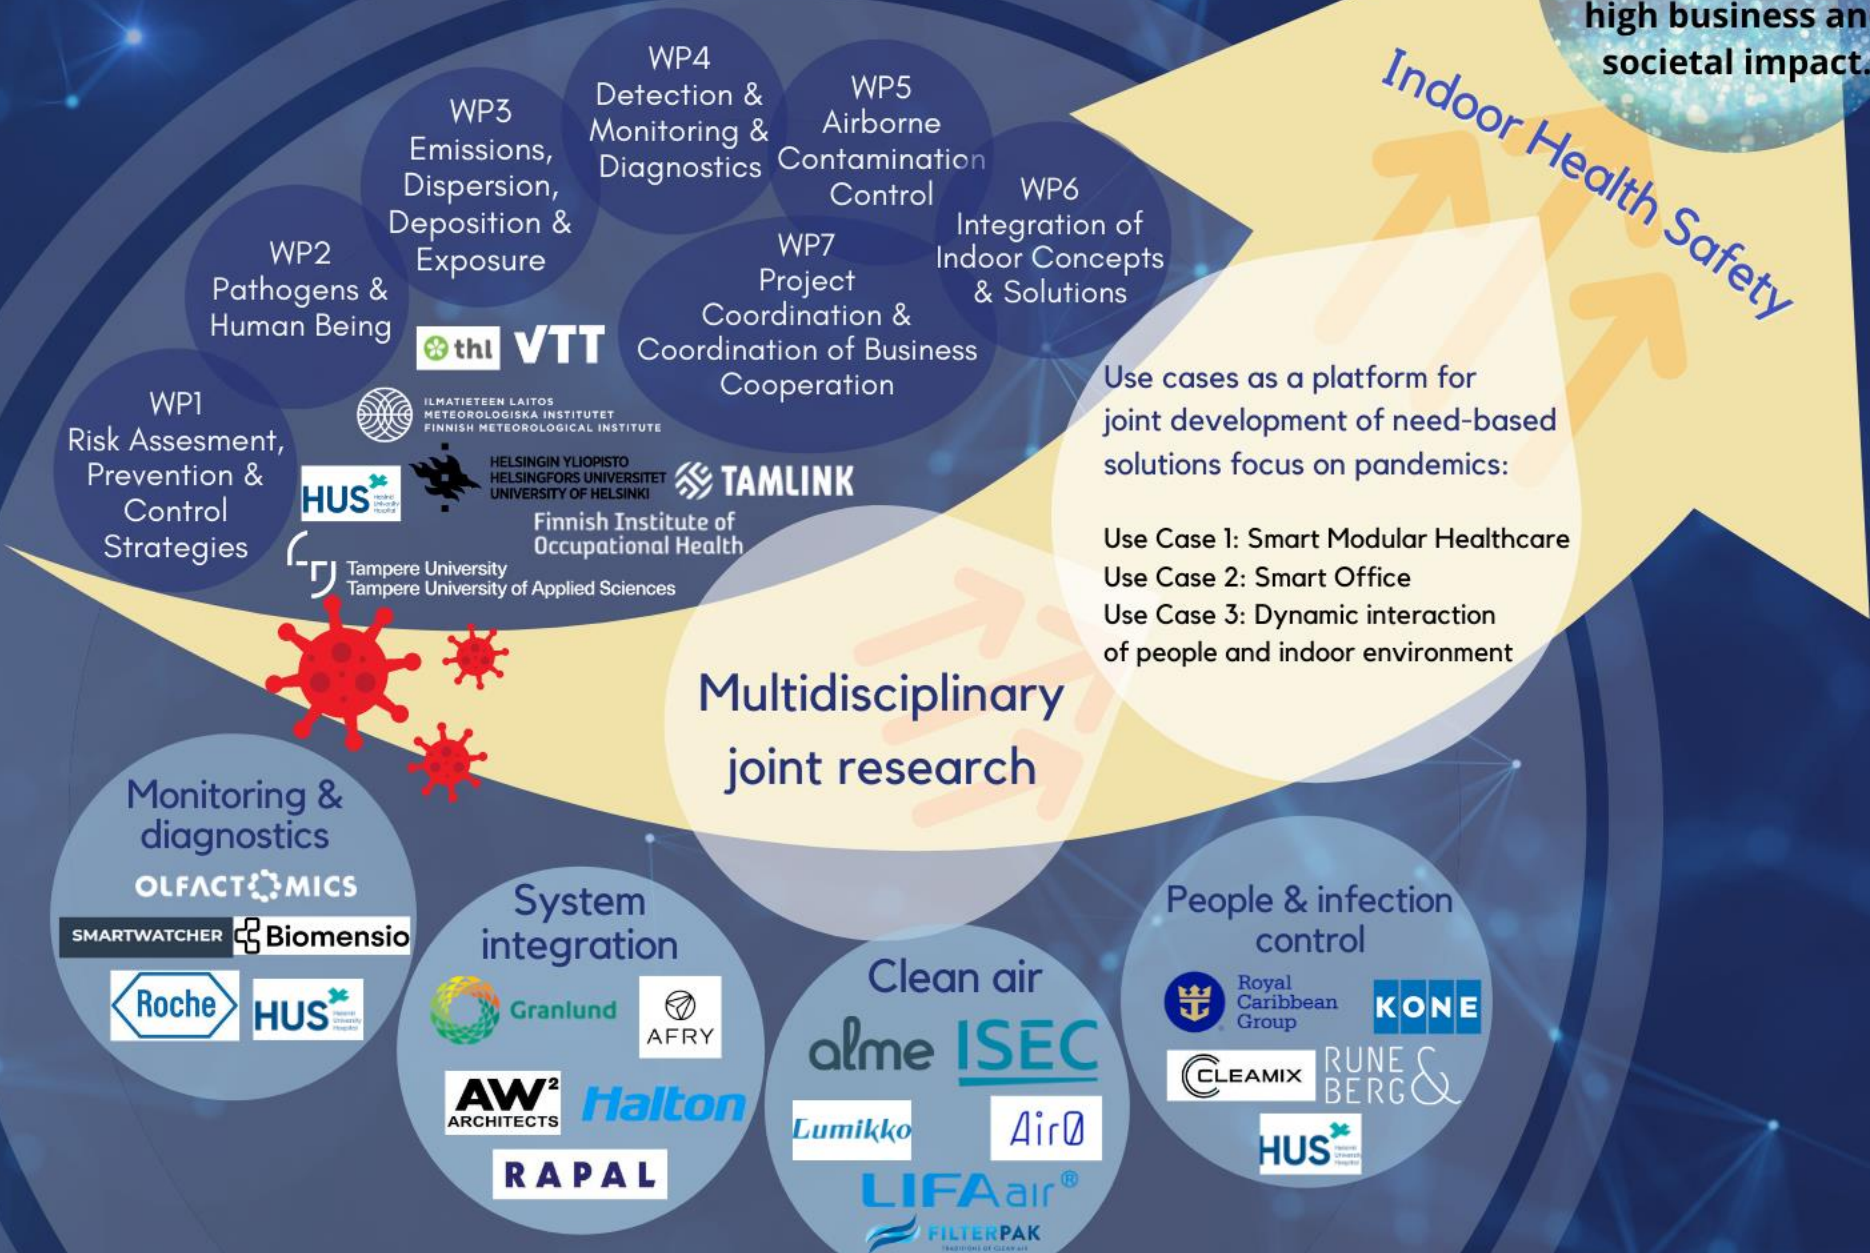 high business an
societal impact.
Indoor Health Safety
WP4
Detection &
Monitoring &
Diagnostics
WP5
Airborne
Contamination
Control
WP3
Emissions,
Dispersion,
Deposition &
Exposure
WP6
Integration of
Indoor Concepts
& Solutions
WP2
Pathogens &
Human Being
WP7
Project
Coordination &
Coordination of Business
Cooperation
WP1
Risk Assesment,
Prevention &
Control
Strategies
thl
VTT
ILMATIETEEN LAITOS
METEOROLOGISKA INSTITUTET
FINNISH METEOROLOGICAL INSTITUTE
HUS
HELSINGIN YLIOPISTO
HELSINGFORS UNIVERSITET
UNIVERSITY OF HELSINKI
TAMLINK
Finnish Institute of
Occupational Health
Tampere University
Tampere University of Applied Sciences
Use cases as a platform for
joint development of need-based
solutions focus on pandemics:
Use Case 1: Smart Modular Healthcare
Use Case 2: Smart Office
Use Case 3: Dynamic interaction
of people and indoor environment
Multidisciplinary
joint research
Monitoring &
diagnostics
OLFACTOMICS
SMARTWATCHER
Biomensio
Roche
HUS
System
integration
Granlund
AFRY
AW²
ARCHITECTS
Halton
RAPAL
Clean air
alme
ISEC
Lumikko
Air0
LIFAair®
FILTERPAK
TRADITIONS OF CLEAN AIR
People & infection
control
Royal
Caribbean
Group
KONE
CLEAMIX
RUNE
BERG &
HUS